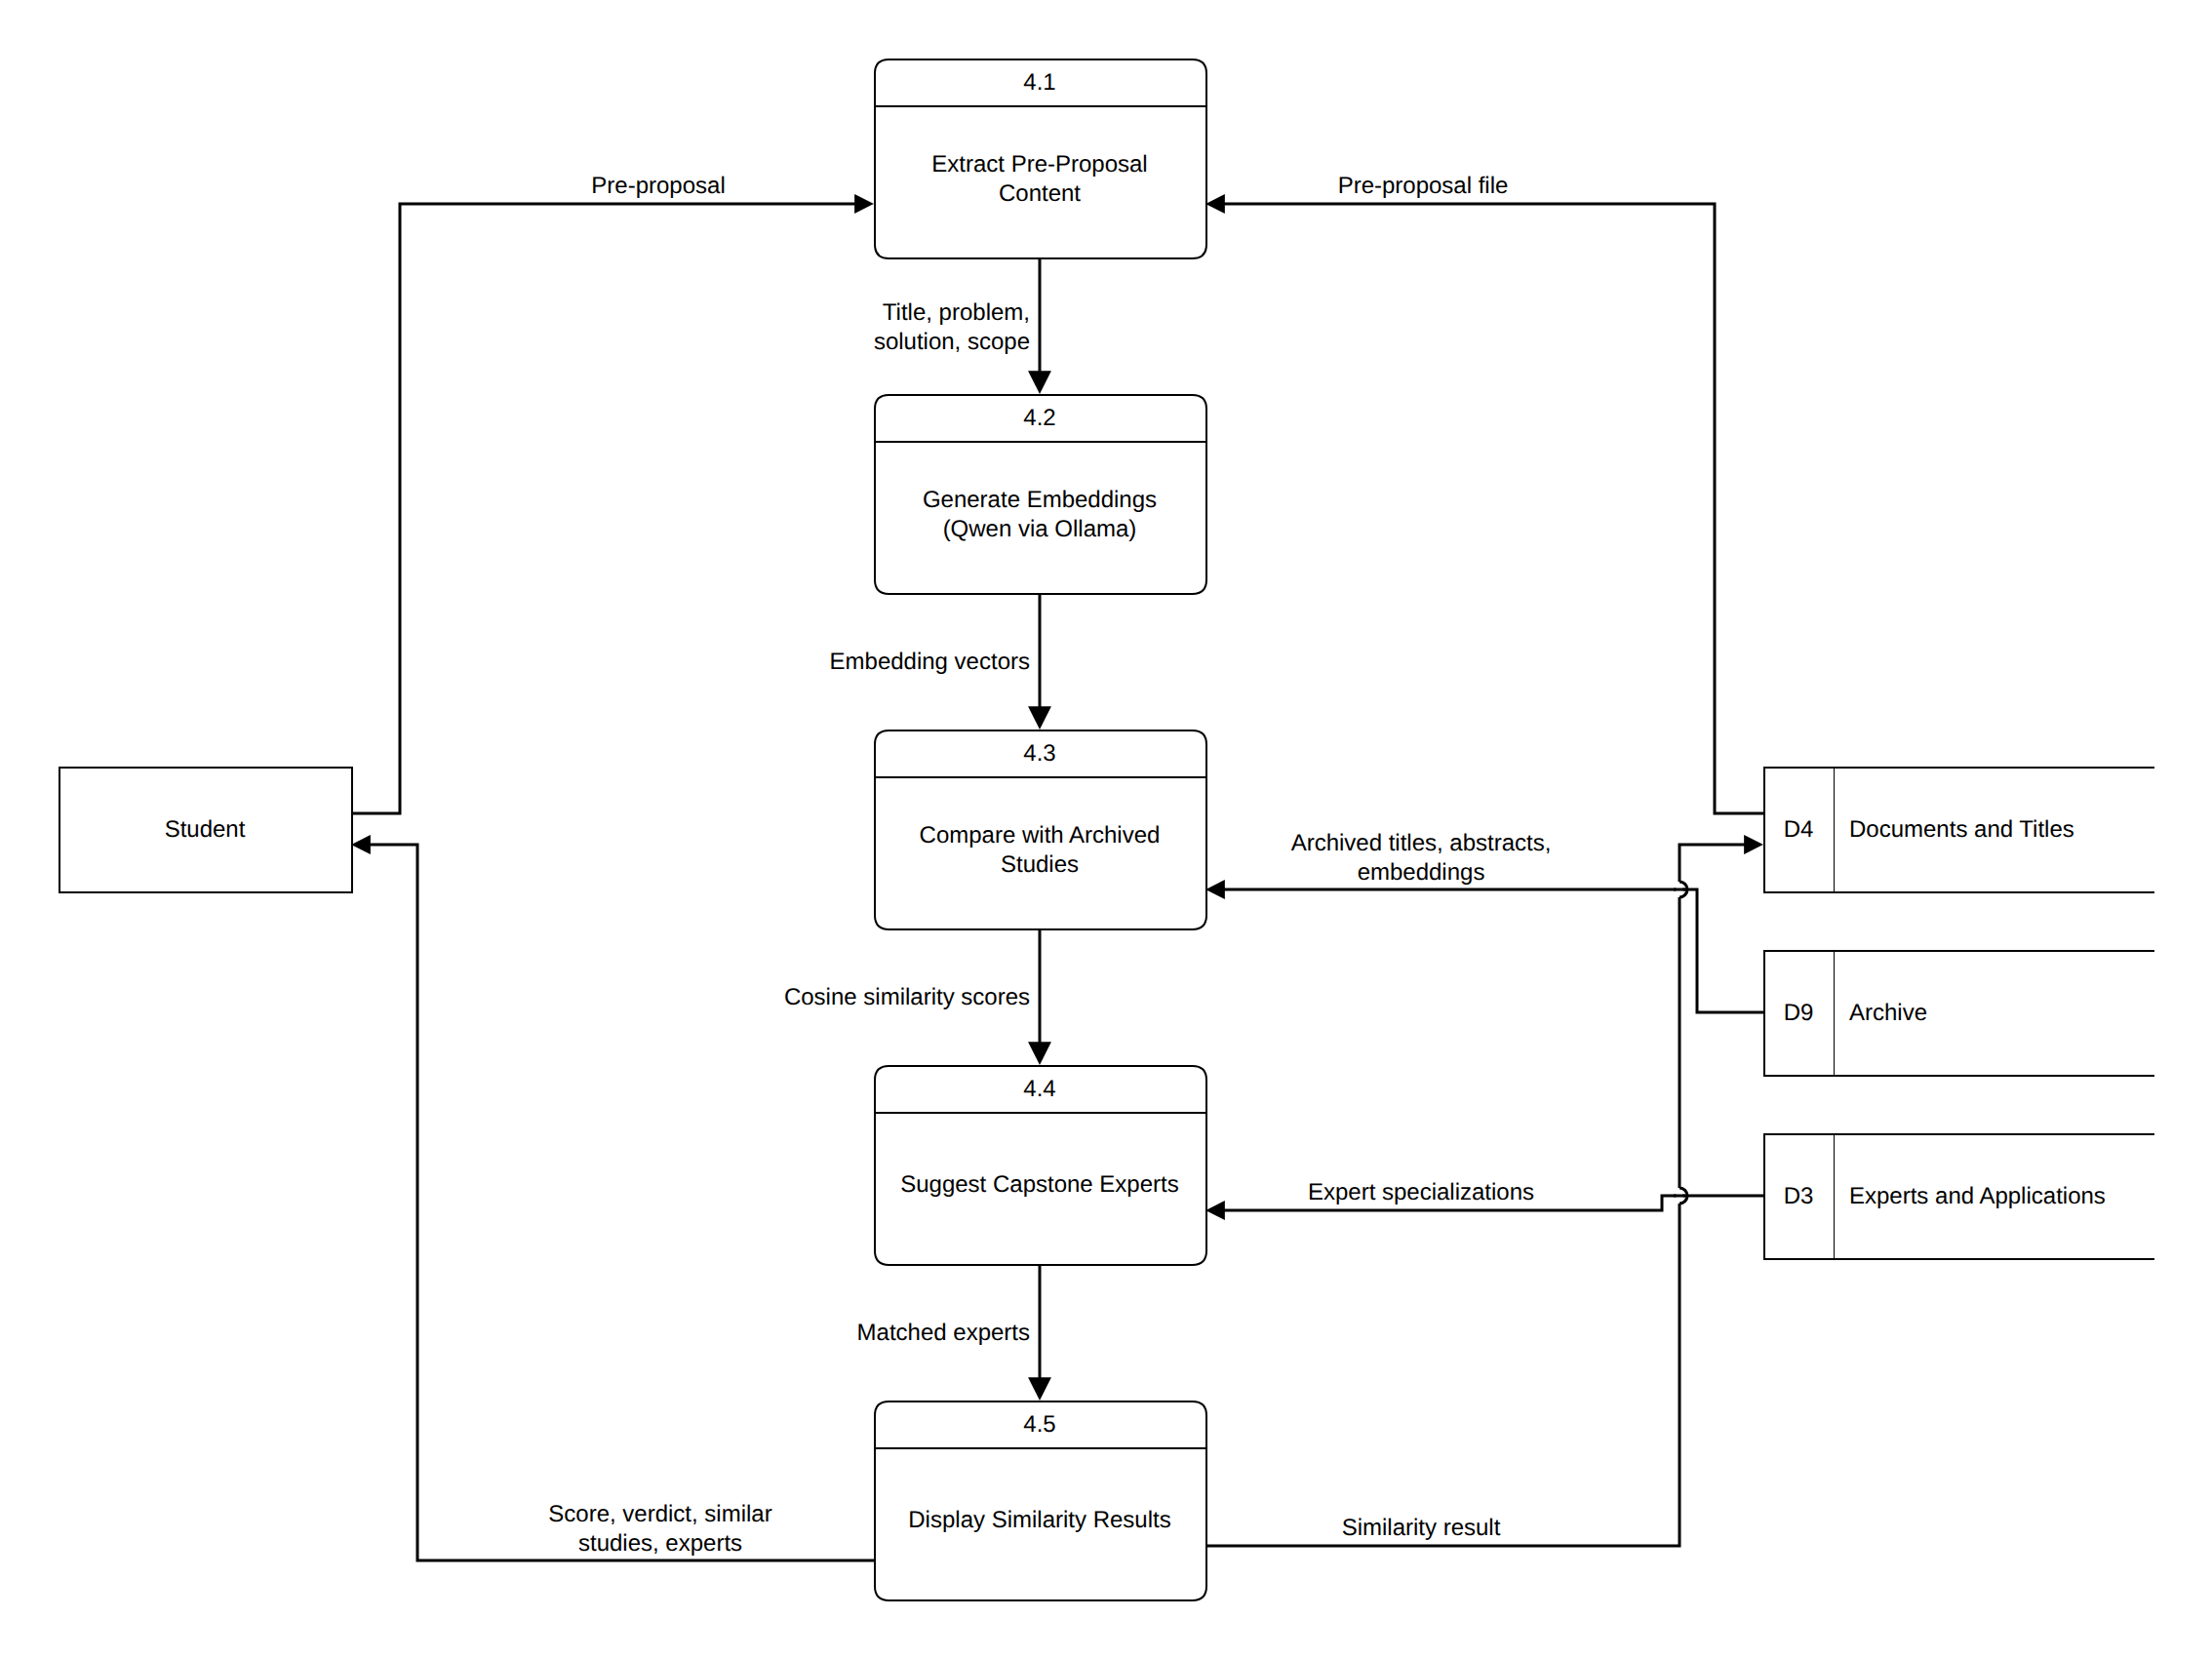 4.1
Extract Pre-Proposal
Content
Pre-proposal
Pre-proposal file
Title, problem,
solution, scope
4.2
Generate Embeddings
(Qwen via Ollama)
Embedding vectors
4.3
Compare with Archived
Studies
Student
Archived titles, abstracts,
embeddings
D4
Documents and Titles
Cosine similarity scores
D9
Archive
4.4
Suggest Capstone Experts
Expert specializations
D3
Experts and Applications
Matched experts
4.5
Display Similarity Results
Score, verdict, similar
studies, experts
Similarity result